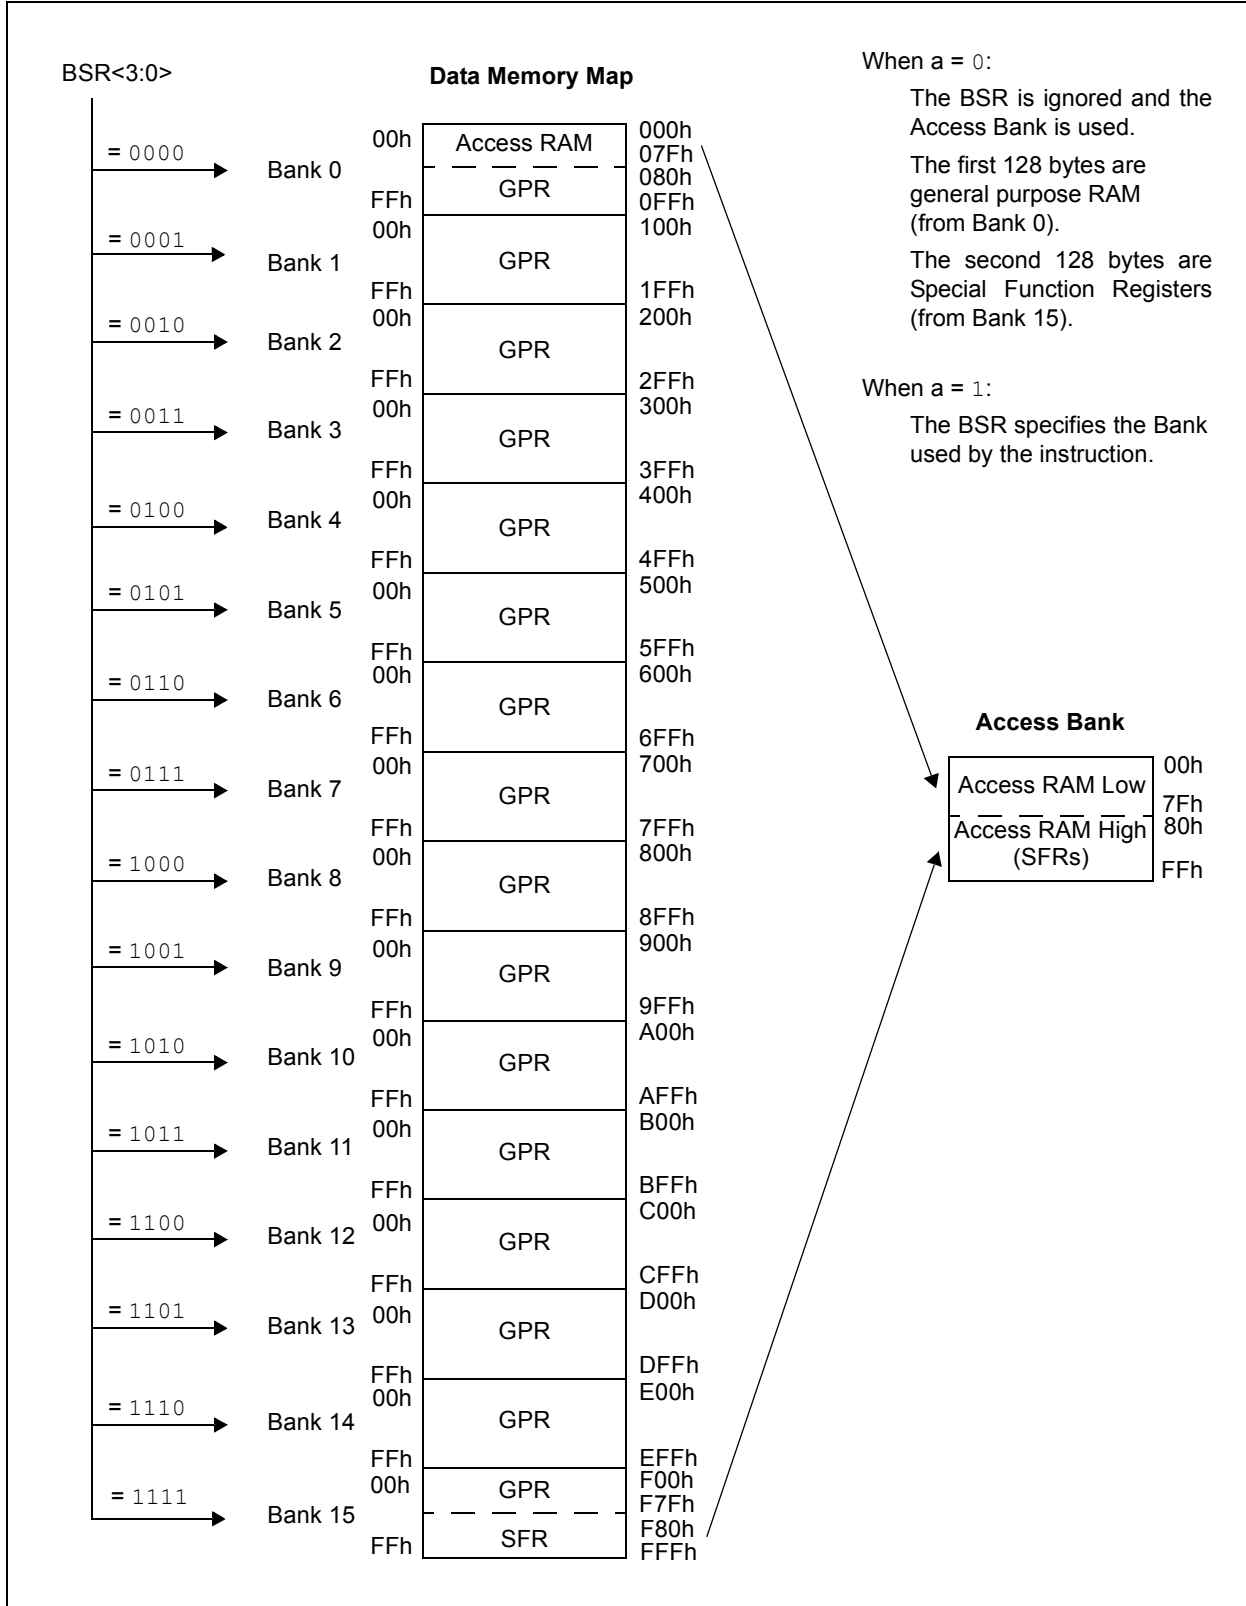 BSR<3:0>
Data Memory Map
When a = 0:
The BSR is ignored and the
Access Bank is used.
The first 128 bytes are
general purpose RAM
(from Bank 0).
The second 128 bytes are
Special Function Registers
(from Bank 15).
When a = 1:
The BSR specifies the Bank
used by the instruction.
= 0000
Bank 0
00h
FFh
Access RAM
GPR
000h
07Fh
080h
0FFh
= 0001
Bank 1
00h
FFh
GPR
100h
1FFh
= 0010
Bank 2
00h
FFh
GPR
200h
2FFh
= 0011
Bank 3
00h
FFh
GPR
300h
3FFh
= 0100
Bank 4
00h
FFh
GPR
400h
4FFh
= 0101
Bank 5
00h
FFh
GPR
500h
5FFh
= 0110
Bank 6
00h
FFh
GPR
600h
6FFh
= 0111
Bank 7
00h
FFh
GPR
700h
7FFh
= 1000
Bank 8
00h
FFh
GPR
800h
8FFh
= 1001
Bank 9
00h
FFh
GPR
900h
9FFh
= 1010
Bank 10
00h
FFh
GPR
A00h
AFFh
= 1011
Bank 11
00h
FFh
GPR
B00h
BFFh
= 1100
Bank 12
00h
FFh
GPR
C00h
CFFh
= 1101
Bank 13
00h
FFh
GPR
D00h
DFFh
= 1110
Bank 14
00h
FFh
GPR
E00h
EFFh
= 1111
Bank 15
00h
FFh
GPR
SFR
F00h
F7Fh
F80h
FFFh
Access Bank
Access RAM Low
00h
7Fh
Access RAM High
(SFRs)
80h
FFh